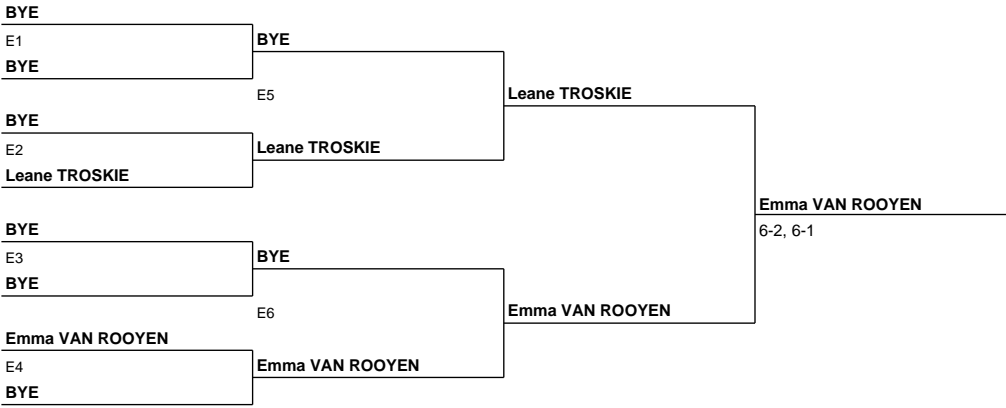 BYE
E1
BYE
BYE
E5
BYE
E2
Leane TROSKIE
Leane TROSKIE
Leane TROSKIE
BYE
E3
BYE
BYE
E6
Emma VAN ROOYEN
E4
BYE
Emma VAN ROOYEN
Emma VAN ROOYEN
Emma VAN ROOYEN
6-2, 6-1